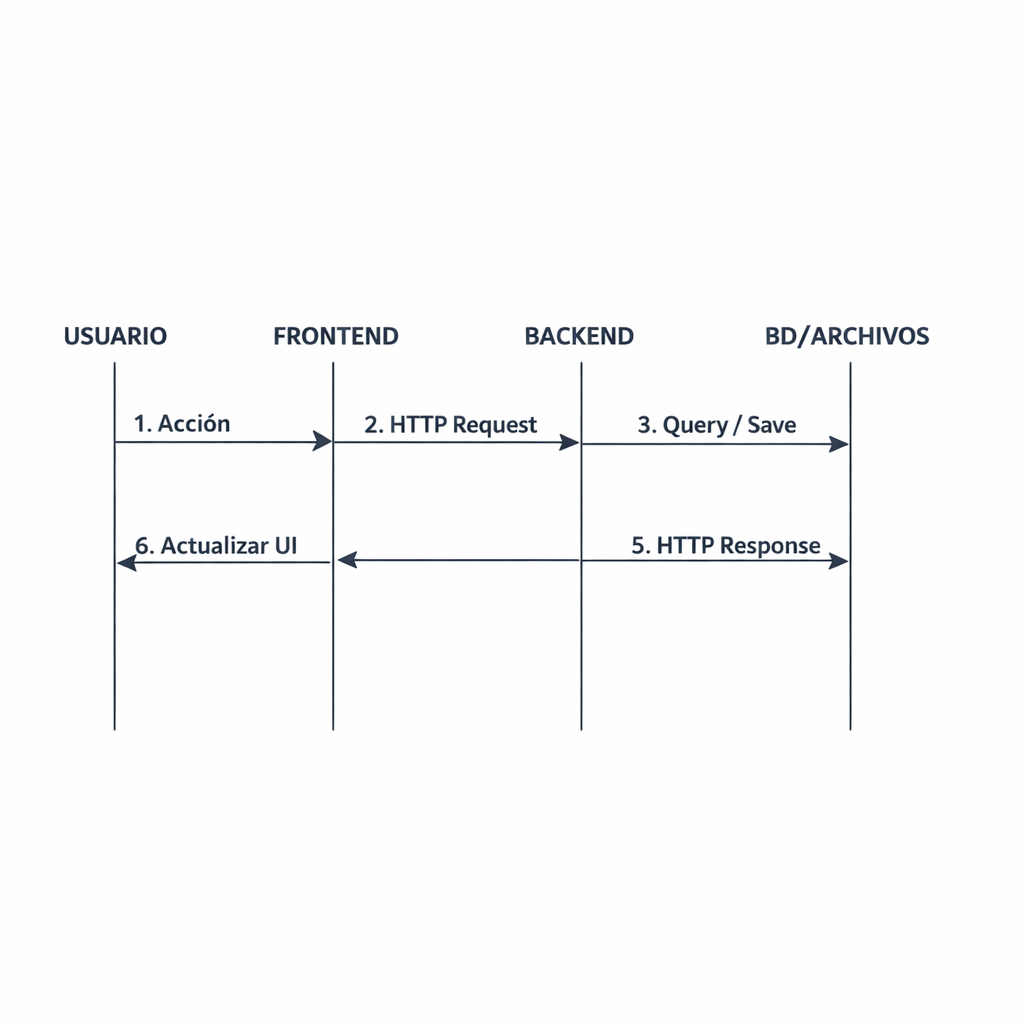 USUARIO
FRONTEND
BACKEND
BD/ARCHIVOS
1. Acción
2. HTTP Request
3. Query / Save
6. Actualizar UI
5. HTTP Response